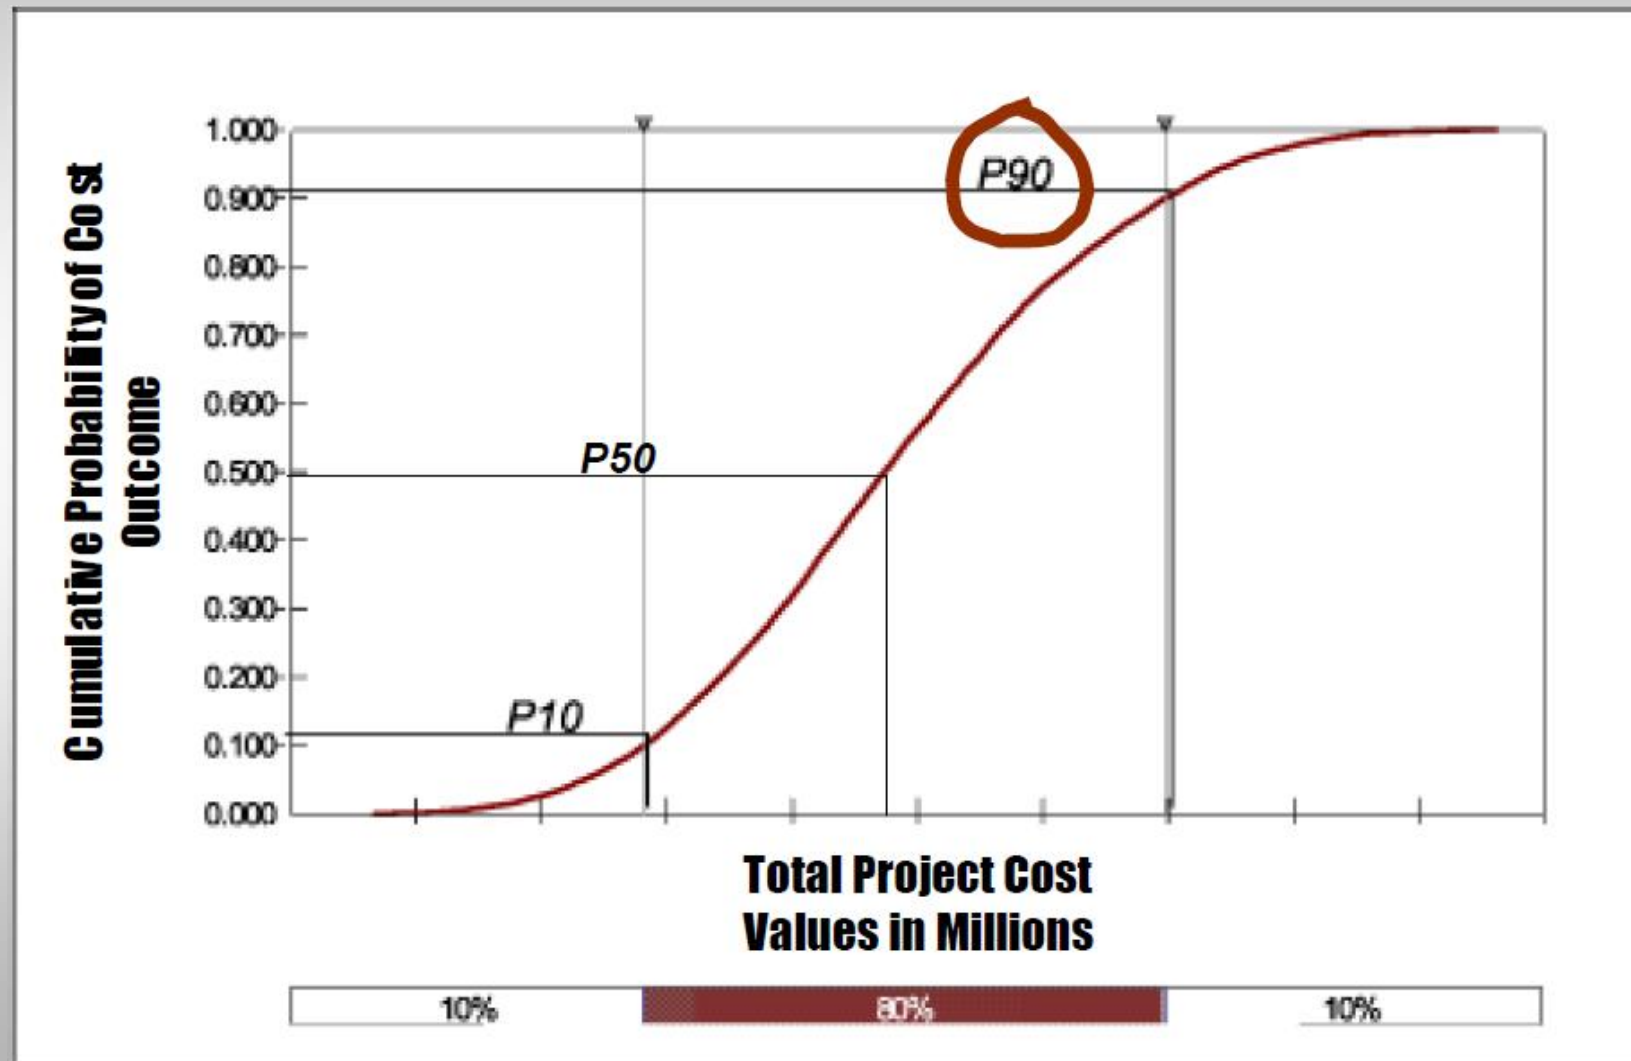 Cumulative Probability of Cost
Outcome
1.000
0.900
0.800
0.700
0.600
0.500
0.400
0.300
0.200
0.100
0.000
P90
P50
P10
Total Project Cost
Values in Millions
10%
80%
10%